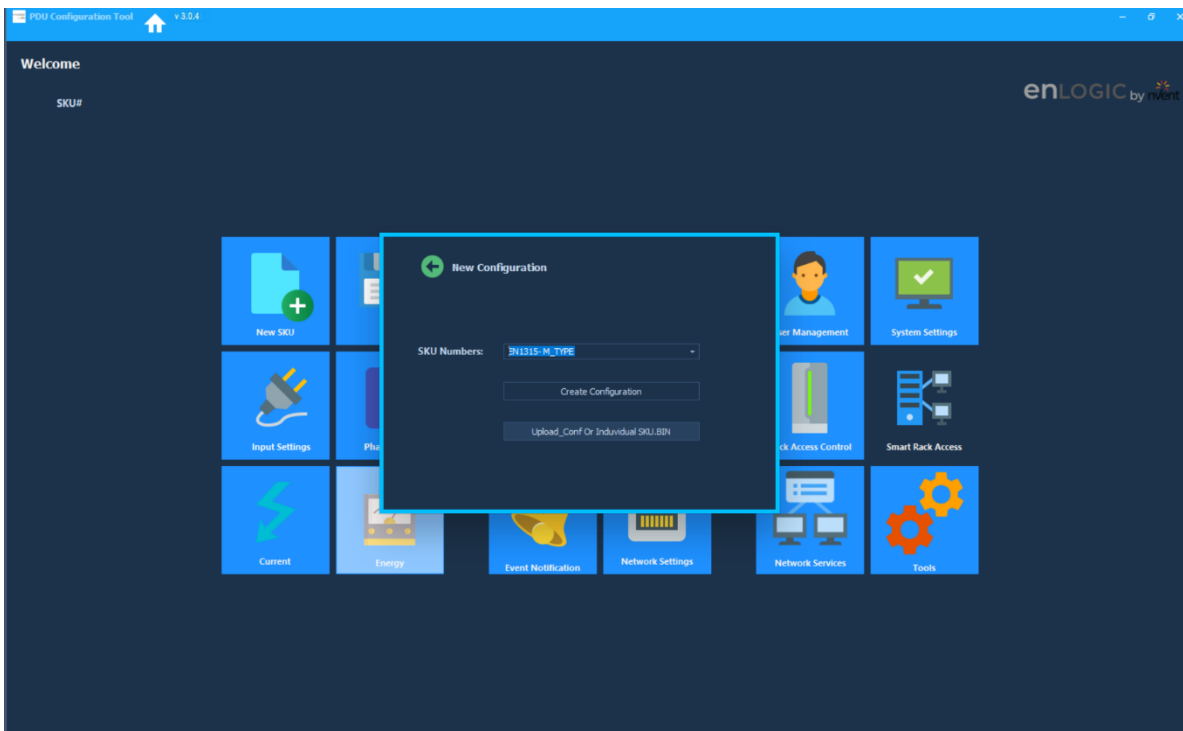 PDU Configuration Tool
v 3.0.4
Welcome
SKU#
enLOGIC by nvent
New Configuration
SKU Numbers:
EN1315-M_TYPE
Create Configuration
Upload_Conf Or Induvidual SKU.BIN
New SKU
Management
System Settings
Input Settings
Access Control
Smart Rack Access
Current
Energy
Event Notification
Network Settings
Network Services
Tools